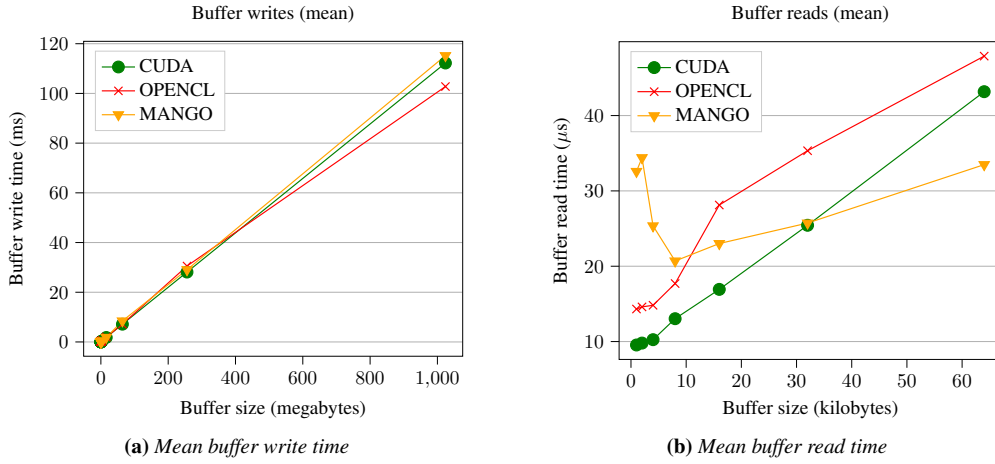 Buffer writes (mean)
120
100
80
60
40
20
0
Buffer write time (ms)
CUDA
OPENCL
MANGO
0
200
400
600
800
1,000
Buffer size (megabytes)
(a) Mean buffer write time
Buffer reads (mean)
40
30
20
10
Buffer read time (μs)
CUDA
OPENCL
MANGO
0
10
20
30
40
50
60
Buffer size (kilobytes)
(b) Mean buffer read time